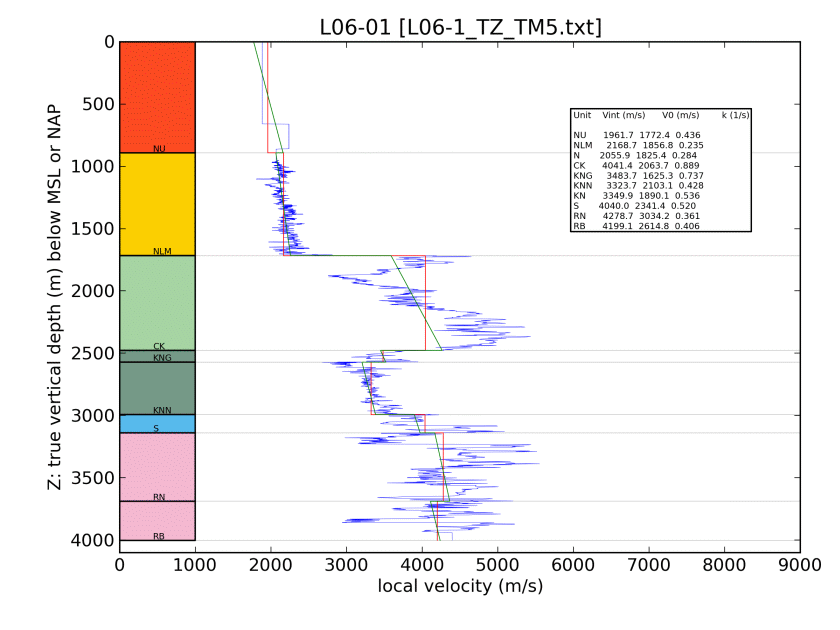 L06-01 [L06-1_TZ_TM5.txt]
Z: true vertical depth (m) below MSL or NAP
0
500
1000
1500
2000
2500
3000
3500
4000
NU
NLM
CK
KNG
KNN
S
RN
RB
Unit Vint (m/s) V0 (m/s) k (1/s)
NU 1961.7 1772.4 0.436
NLM 2168.7 1856.8 0.235
N 2055.9 1825.4 0.284
CK 4041.4 2063.7 0.889
KNG 3483.7 1625.3 0.737
KNN 3323.7 2103.1 0.428
KN 3349.9 1890.1 0.536
S 4040.0 2341.4 0.520
RN 4278.7 3034.2 0.361
RB 4199.1 2614.8 0.406
0 1000 2000 3000 4000 5000 6000 7000 8000 9000
local velocity (m/s)